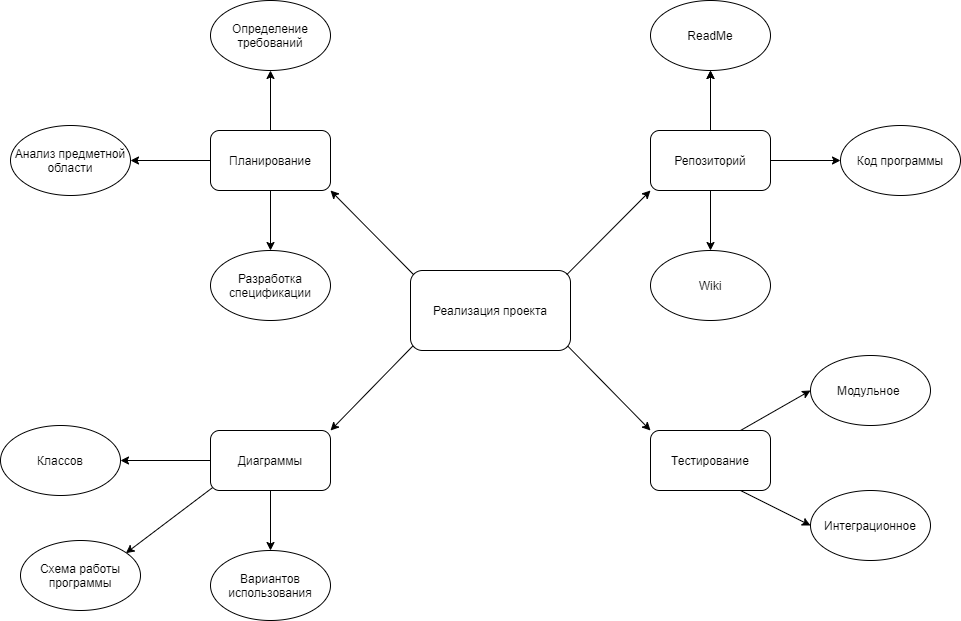 Определение
требований
ReadMe
Анализ предметной
области
Планирование
Репозиторий
Код программы
Разработка
спецификации
Wiki
Реализация проекта
Модульное
Классов
Диаграммы
Тестирование
Интеграционное
Схема работы
программы
Вариантов
использования